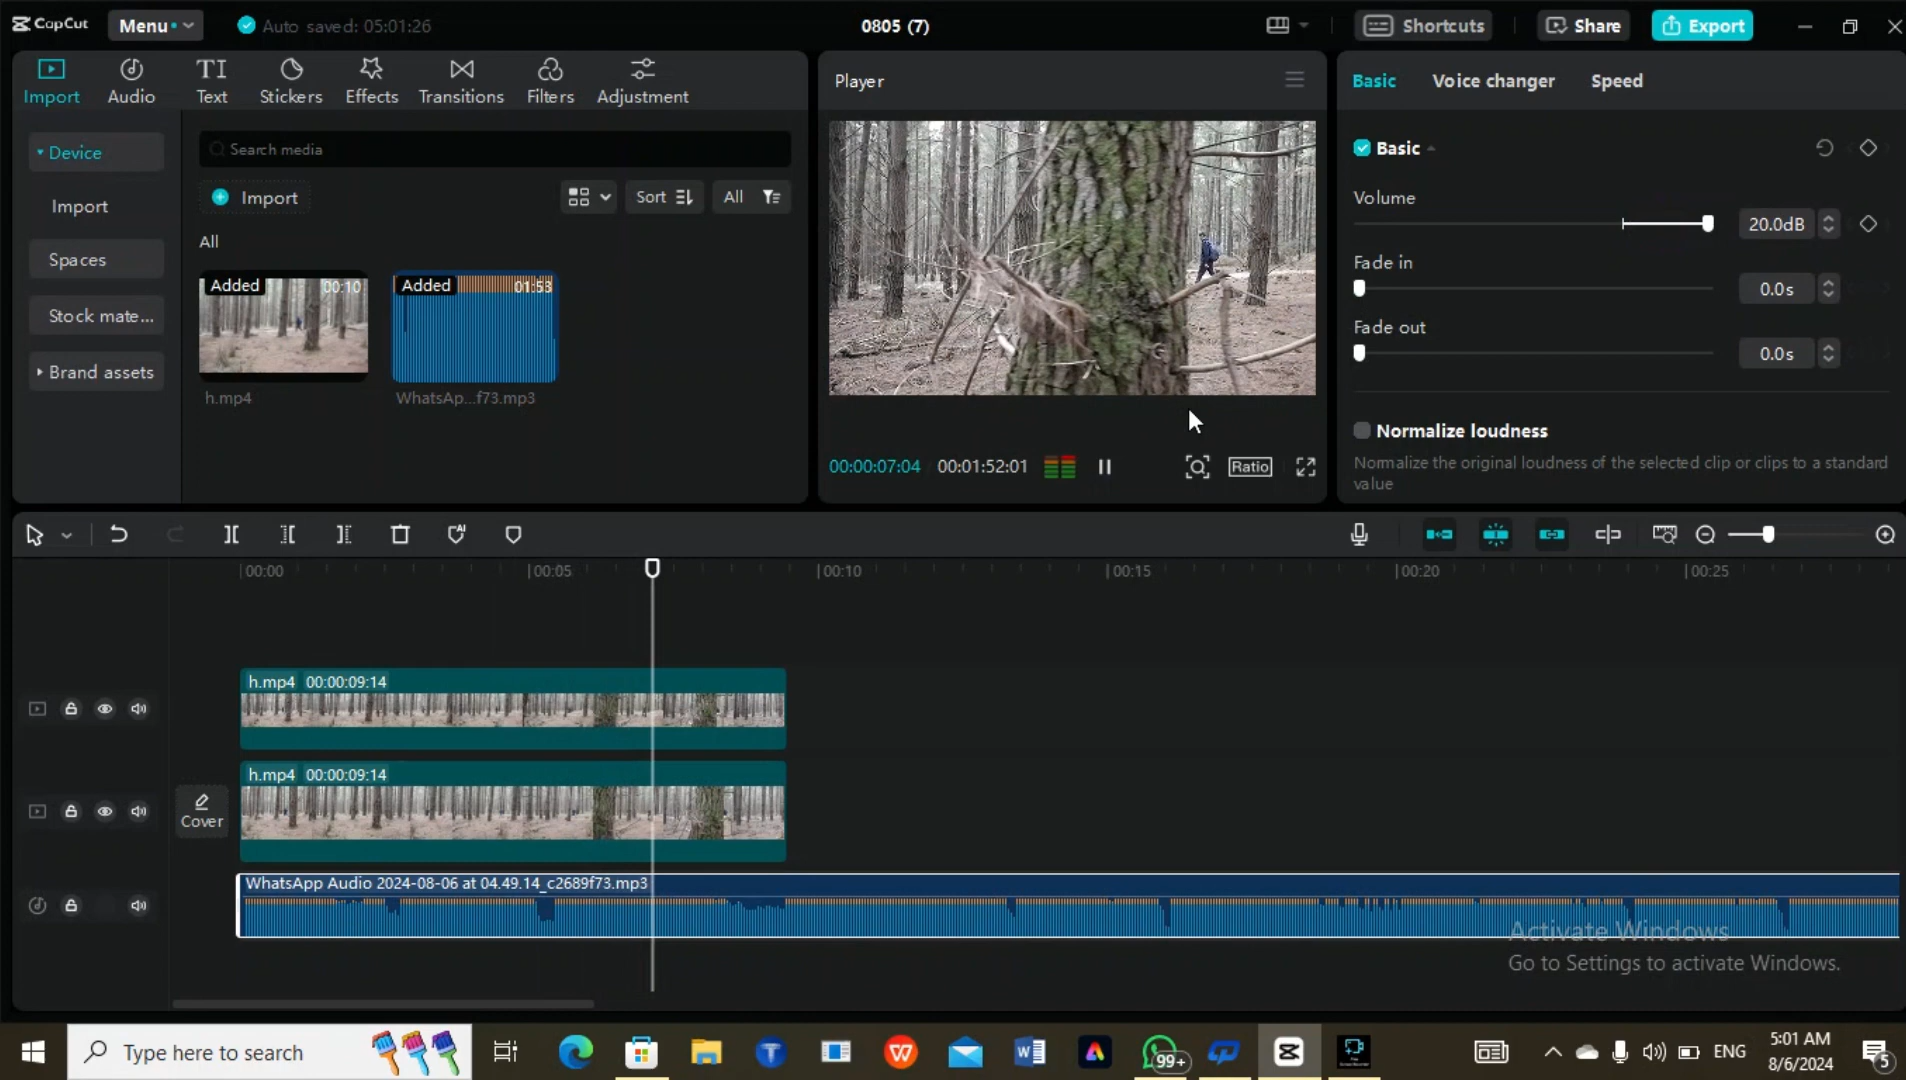 CapCut
Menu
Auto saved: 05:01:26
0805 (7)
Shortcuts
Share
Export
Import
Audio
TI
Text
Stickers
Effects
Transitions
Filters
Adjustment
Device
Import
Spaces
Stock mate...
Brand assets
Search media
Import
Sort
All
All
Added
00:10
h.mp4
Added
01:53
WhatsAp...f73.mp3
Player
00:00:07:04
00:01:52:01
Ratio
Basic
Voice changer
Speed
Basic
Volume
20.0dB
Fade in
0.0s
Fade out
0.0s
Normalize loudness
Normalize the original loudness of the selected clip or clips to a standard
value
00:00
00:05
00:10
00:15
00:20
00:25
h.mp4 00:00:09:14
h.mp4 00:00:09:14
Cover
WhatsApp Audio 2024-08-06 at 04.49.14_c2689f73.mp3
Activate Windows
Go to Settings to activate Windows.
Type here to search
99+
ENG
5:01 AM
8/6/2024
5